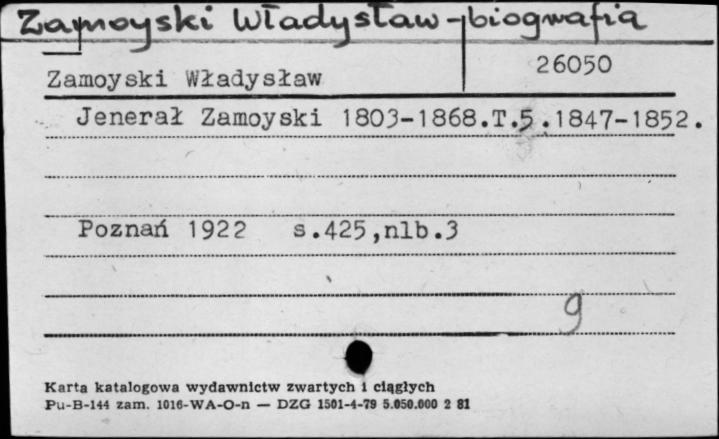 Zamoyski Władysław - biografia
26050
Zamoyski Władysław
Jenerał Zamoyski 1803-1868.T.5.1847-1852.
Poznań 1922 s.425,nlb.3
g
Karta katalogowa wydawnictw zwartych i ciągłych
Pu-B-144 zam. 1016-WA-O-n — DZG 1501-4-79 5.050.000 2 81